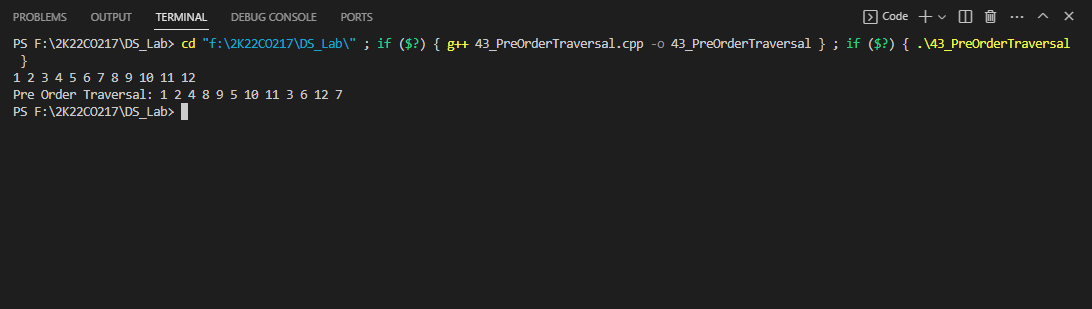 PROBLEMS OUTPUT TERMINAL DEBUG CONSOLE PORTS Code
PS F:\2K22CO217\DS_Lab> cd "f:\2K22CO217\DS_Lab\" ; if ($?) { g++ 43_PreOrderTraversal.cpp -o 43_PreOrderTraversal } ; if ($?) { .\43_PreOrderTraversal
}
1 2 3 4 5 6 7 8 9 10 11 12
Pre Order Traversal: 1 2 4 8 9 5 10 11 3 6 12 7
PS F:\2K22CO217\DS_Lab>